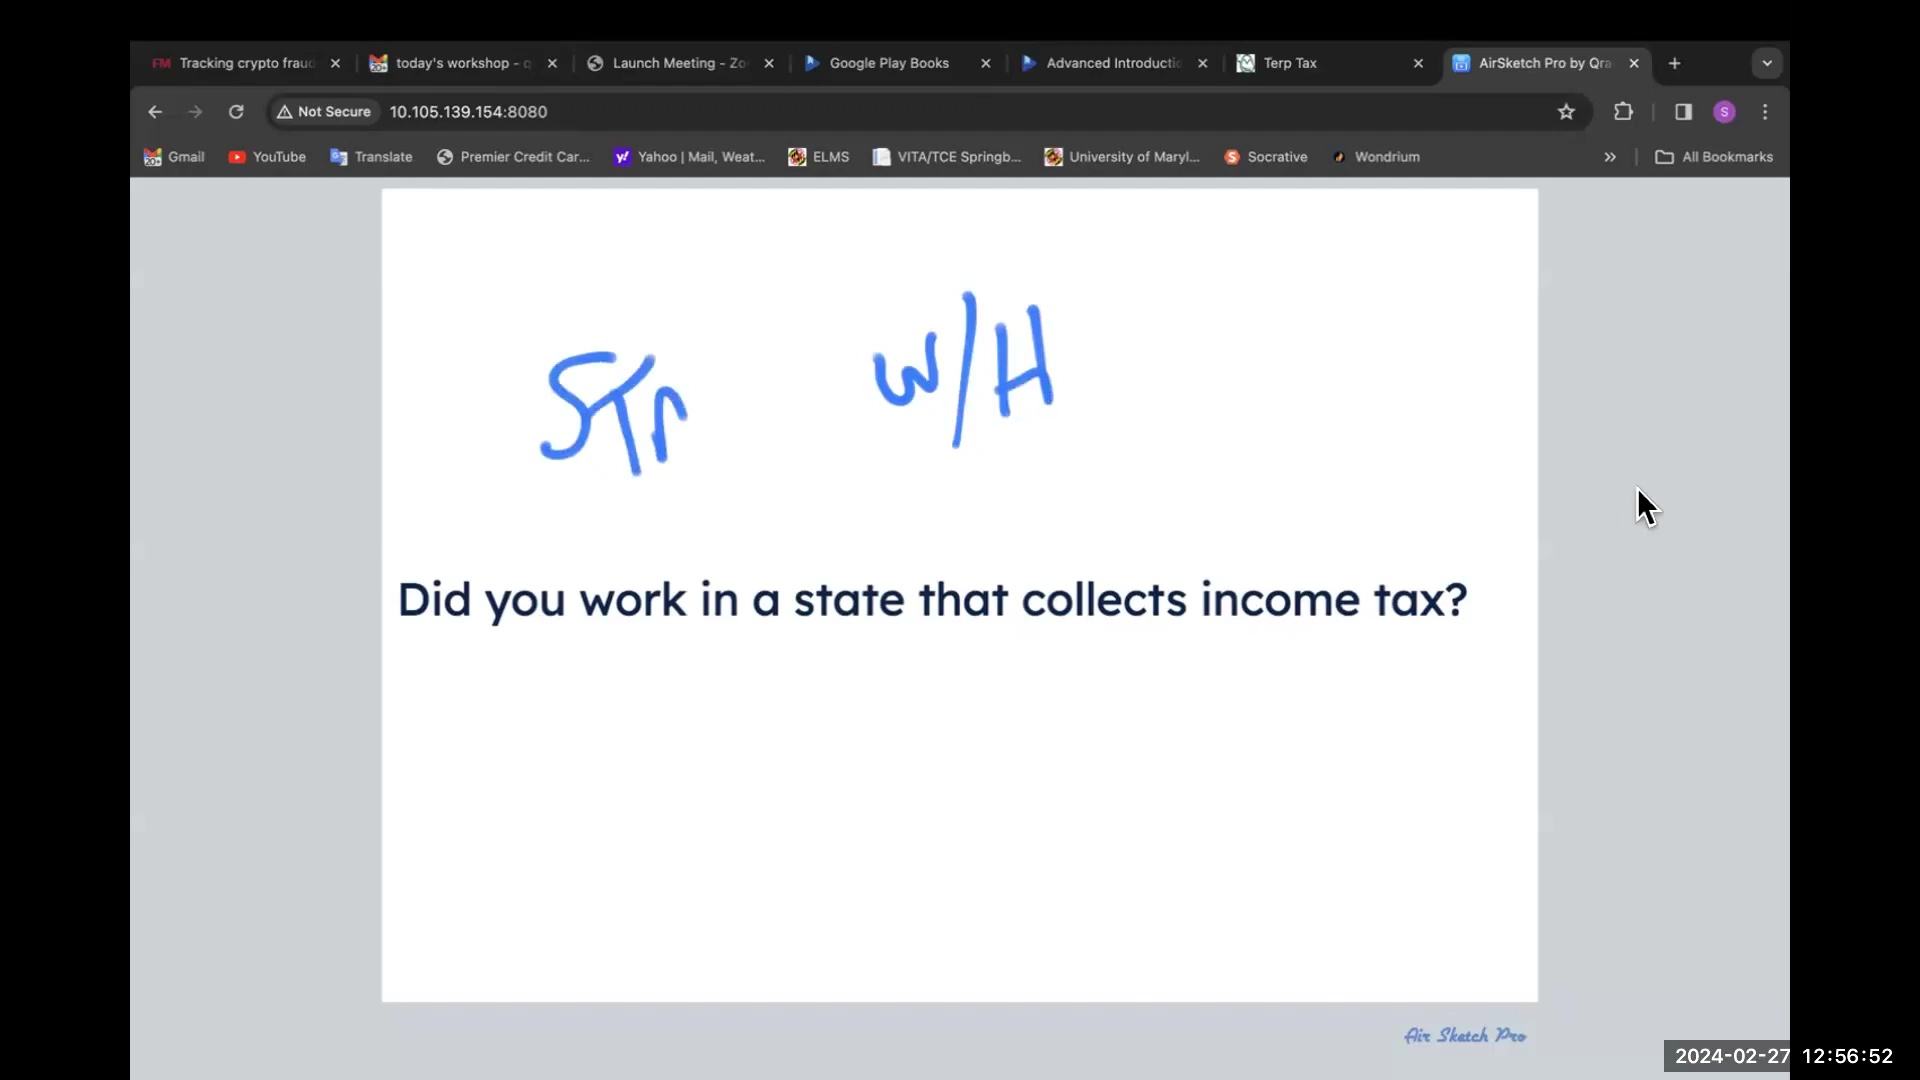 FM Tracking crypto fraud today's workshop - q Launch Meeting - Zo Google Play Books Advanced Introductio Terp Tax AirSketch Pro by Qra
Not Secure 10.105.139.154:8080 S
Gmail YouTube Translate Premier Credit Car... Yahoo | Mail, Weat... ELMS VITA/TCE Springb... University of Maryl... Socrative Wondrium » All Bookmarks
STr w/H
Did you work in a state that collects income tax?
Air Sketch Pro
2024-02-27 12:56:52